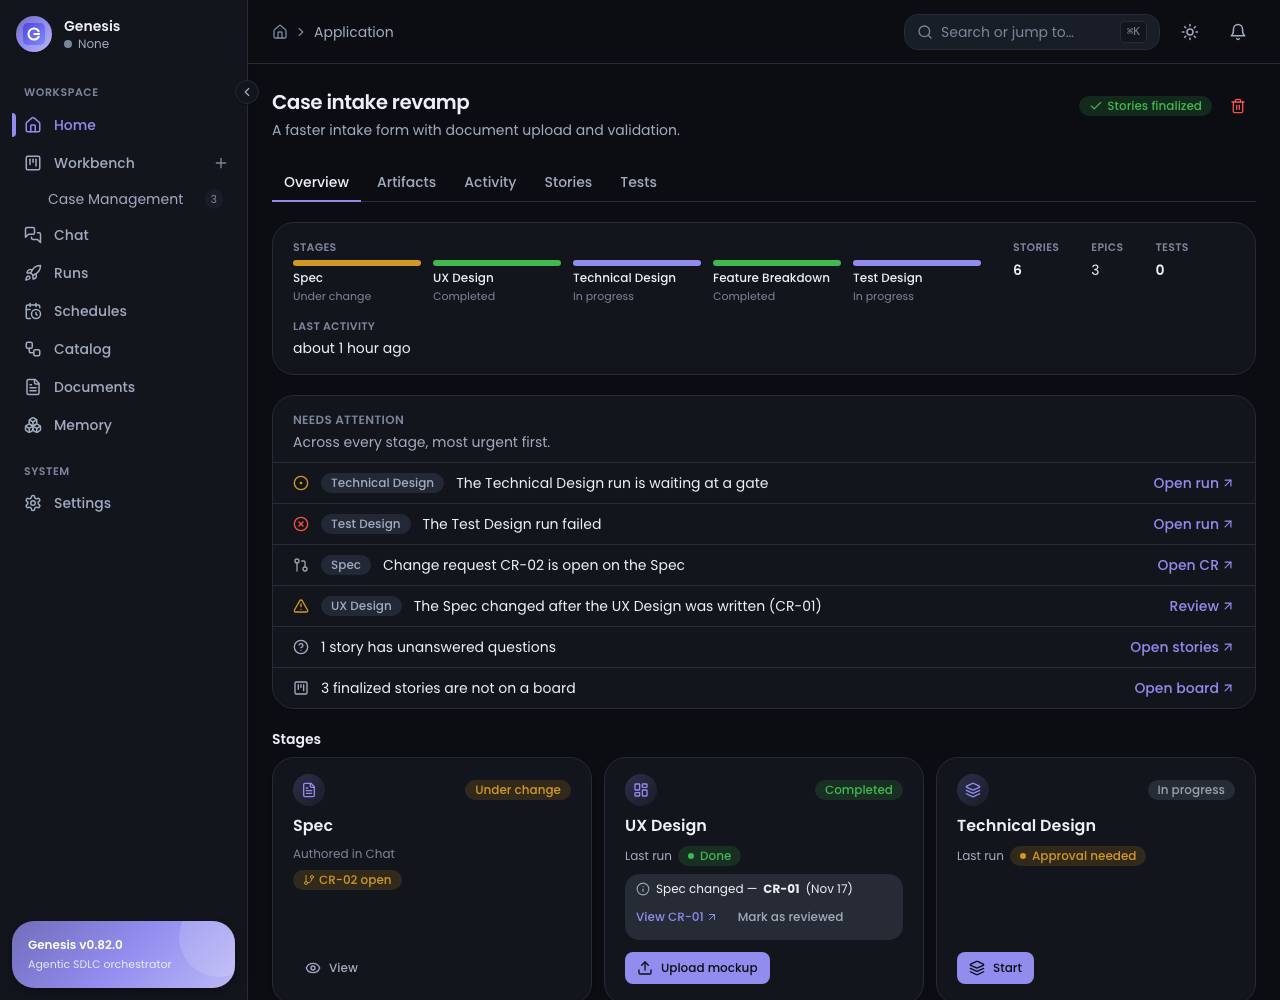 Genesis
None
WORKSPACE
Home
Workbench
Case Management 3
Chat
Runs
Schedules
Catalog
Documents
Memory
SYSTEM
Settings
Genesis v0.82.0
Agentic SDLC orchestrator
Application
Search or jump to... ⌘K
Case intake revamp
Stories finalized
A faster intake form with document upload and validation.
Overview Artifacts Activity Stories Tests
STAGES STORIES EPICS TESTS
Spec UX Design Technical Design Feature Breakdown Test Design 6 3 0
Under change Completed In progress Completed In progress
LAST ACTIVITY
about 1 hour ago
NEEDS ATTENTION
Across every stage, most urgent first.
Technical Design The Technical Design run is waiting at a gate Open run
Test Design The Test Design run failed Open run
Spec Change request CR-02 is open on the Spec Open CR
UX Design The Spec changed after the UX Design was written (CR-01) Review
1 story has unanswered questions Open stories
3 finalized stories are not on a board Open board
Stages
Under change
Spec
Authored in Chat
CR-02 open
View
Completed
UX Design
Last run Done
Spec changed — CR-01 (Nov 17)
View CR-01 Mark as reviewed
Upload mockup
In progress
Technical Design
Last run Approval needed
Start